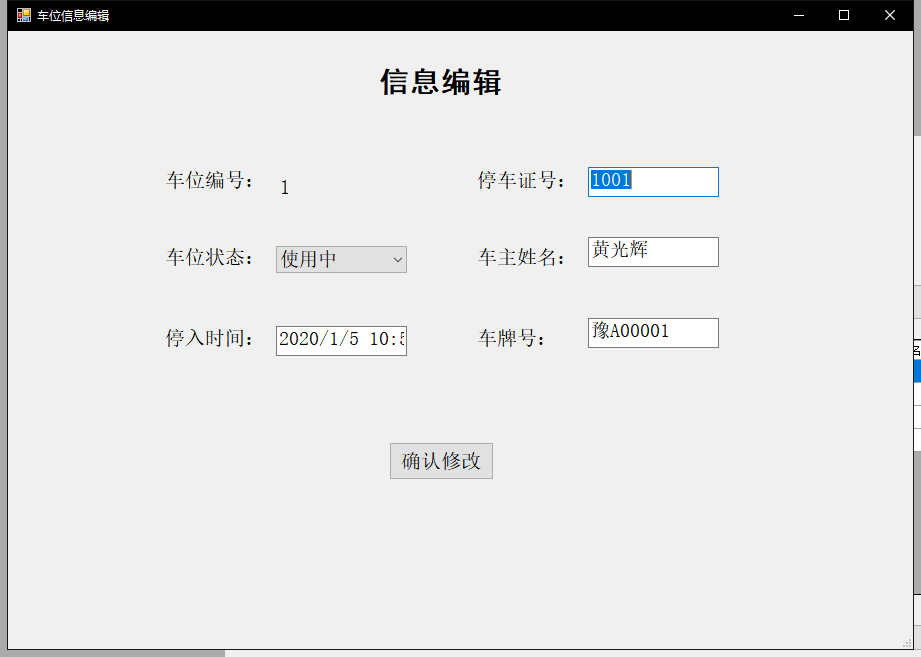 车位信息编辑
信息编辑
车位编号: 1 停车证号: 1001
车位状态: 使用中 车主姓名: 黄光辉
停入时间: 2020/1/5 10:5 车牌号: 豫A00001
确认修改
名